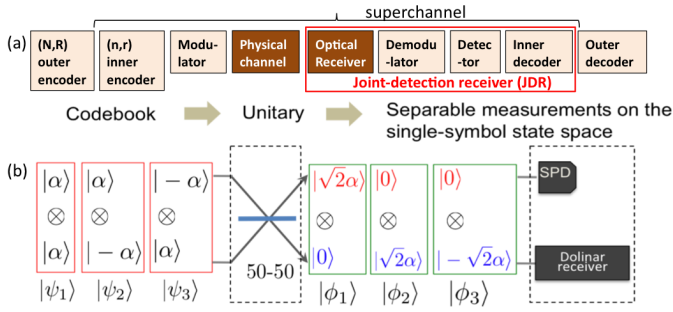 superchannel
(a)
(N,R)
outer
encoder
(n,r)
inner
encoder
Modu-
lator
Physical
channel
Optical
Receiver
Demodu
-lator
Detec
-tor
Inner
decoder
Outer
decoder
Joint-detection receiver (JDR)
Codebook
Unitary
Separable measurements on the
single-symbol state space
(b)
|α⟩ |α⟩ |−α⟩ |√2α⟩ |0⟩ |0⟩
SPD
⊗ ⊗ ⊗ ⊗ ⊗ ⊗
|α⟩ |−α⟩ |α⟩ |0⟩ |√2α⟩ |−√2α⟩
Dolinar
receiver
50-50
|ψ₁⟩ |ψ₂⟩ |ψ₃⟩ |ϕ₁⟩ |ϕ₂⟩ |ϕ₃⟩